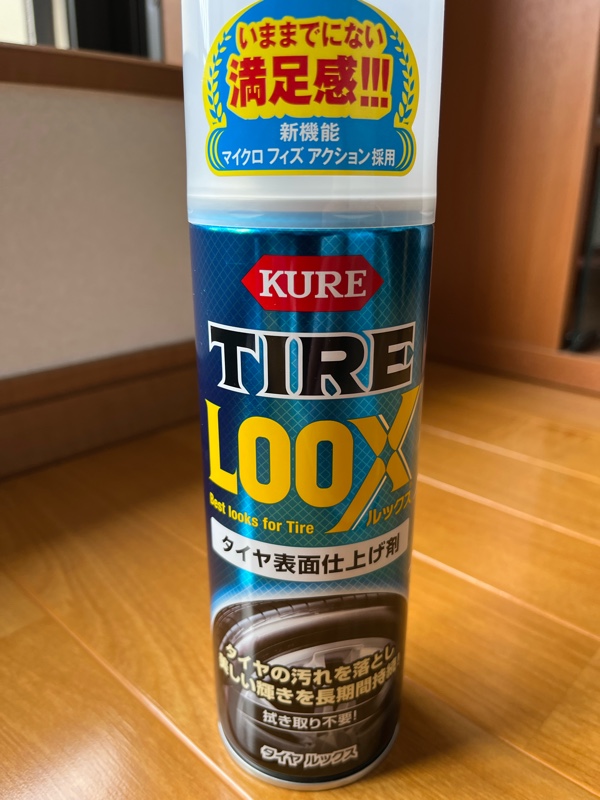 いままでにない
満足感!!!
新機能
マイクロ フィズ アクション採用
KURE
TIRE
LOOX
Best looks for Tire
ルックス
タイヤ表面仕上げ剤
タイヤの汚れを落とし
美しい輝きを長期間持続!
拭き取り不要!
タイヤ ルックス